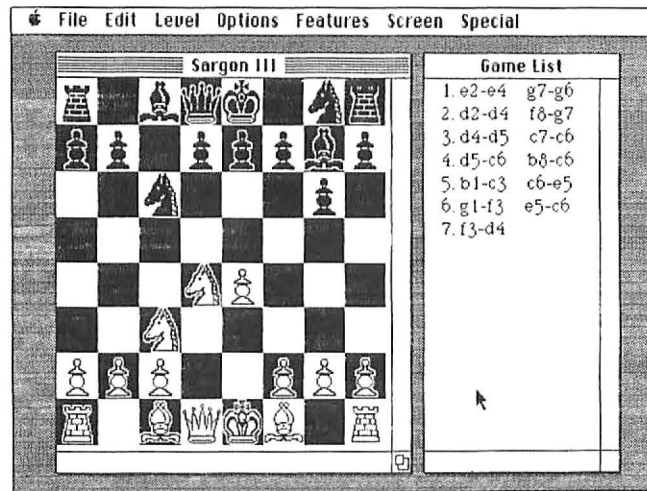 File Edit Level Options Features Screen Special
Sargon III
Game List
1. e2-e4 g7-g6
2. d2-d4 f8-g7
3. d4-d5 c7-c6
4. d5-c6 b8-c6
5. b1-c3 c6-e5
6. g1-f3 e5-c6
7. f3-d4